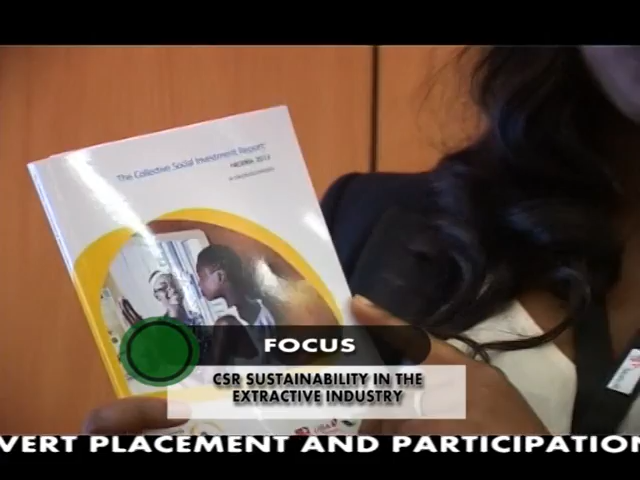 The Collective Social Investment Report:
NIGERIA 2013
FOCUS
CSR SUSTAINABILITY IN THE
EXTRACTIVE INDUSTRY
VERT PLACEMENT AND PARTICIPATION